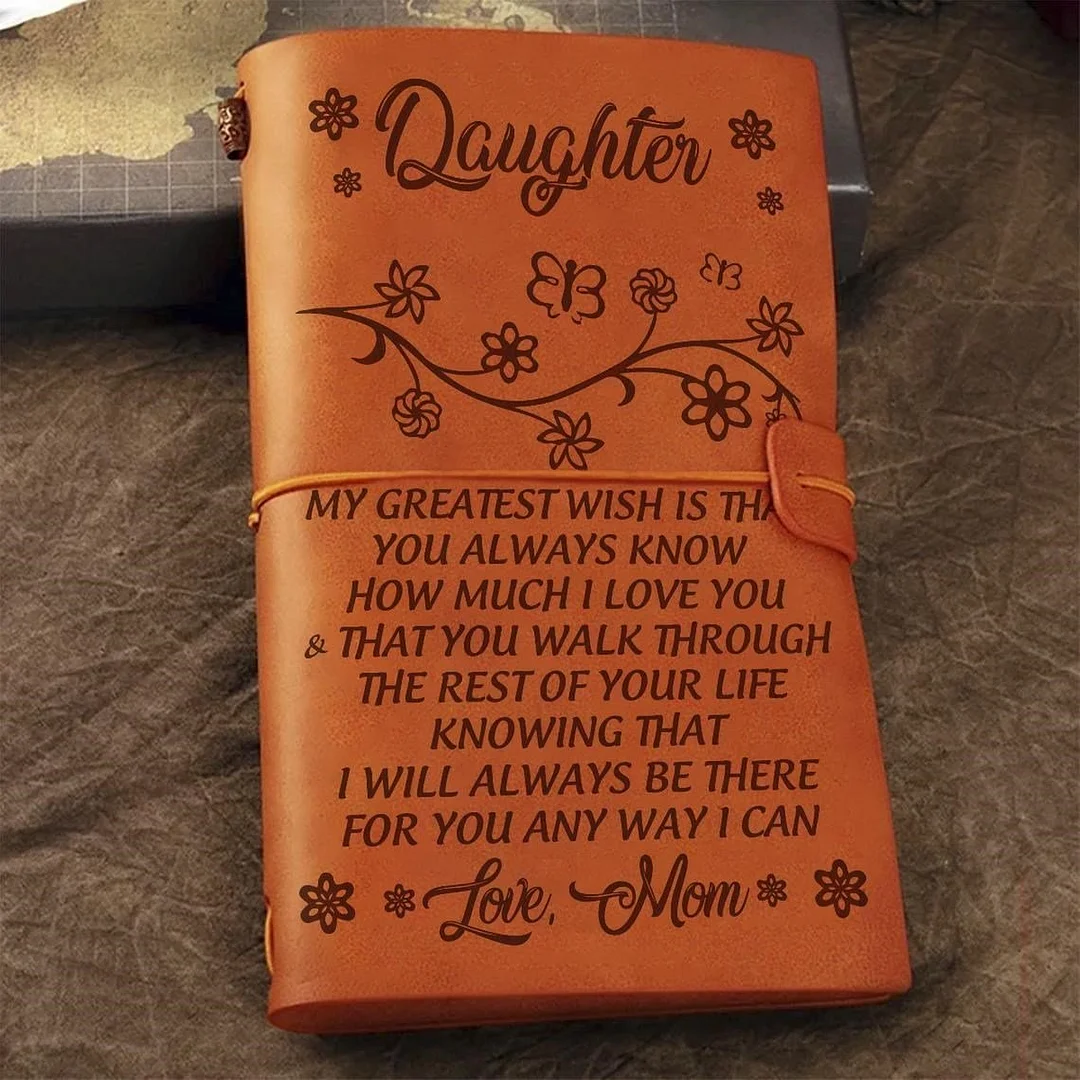 Daughter
MY GREATEST WISH IS THA
YOU ALWAYS KNOW
HOW MUCH I LOVE YOU
& THAT YOU WALK THROUGH
THE REST OF YOUR LIFE
KNOWING THAT
I WILL ALWAYS BE THERE
FOR YOU ANY WAY I CAN
Love, Mom